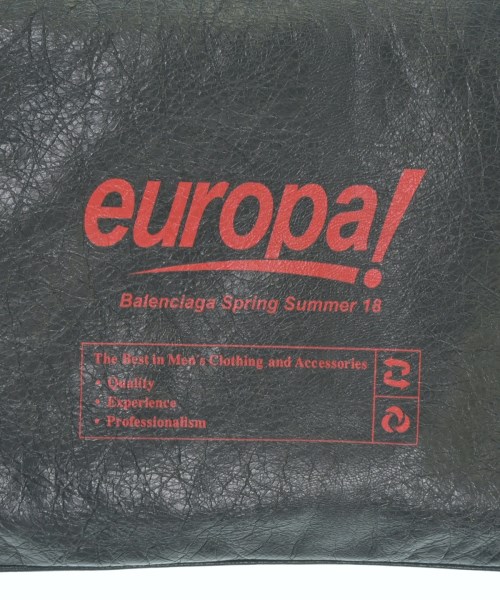 europa!
Balenciaga Spring Summer 18
The Best in Men's Clothing and Accessories
• Quality
• Experience
• Professionalism